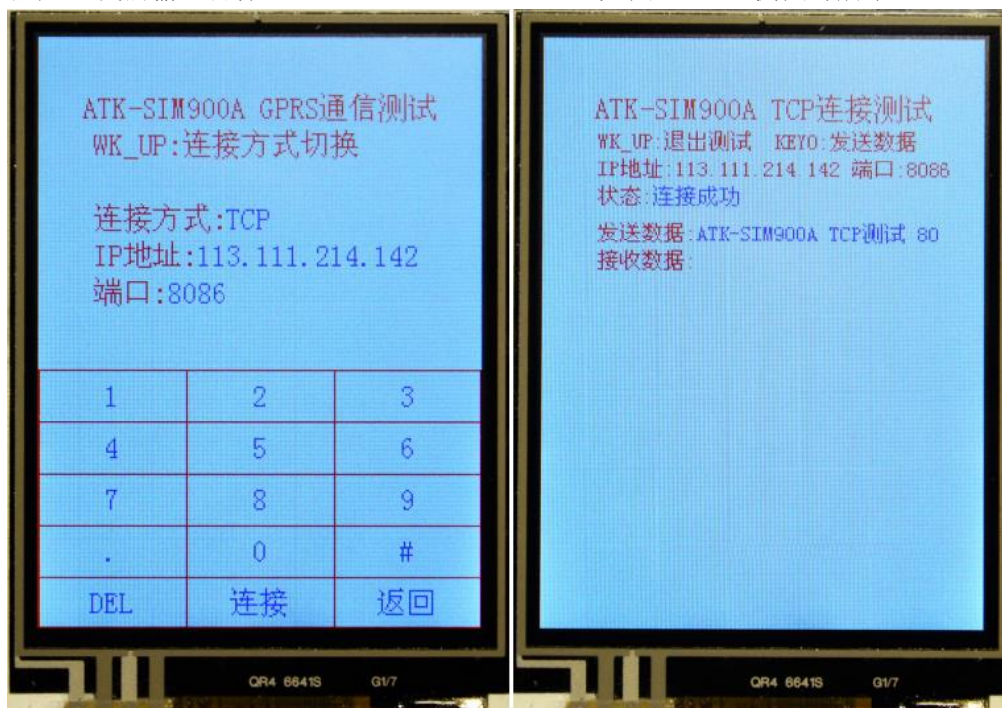 ATK-SIM900A GPRS通信测试
WK_UP:连接方式切换
连接方式:TCP
IP地址:113.111.214.142
端口:8086
1 2 3
4 5 6
7 8 9
. 0 #
DEL 连接 返回
QR4 6641S G1/7
ATK-SIM900A TCP连接测试
WK_UP:退出测试 KEY0:发送数据
IP地址:113.111.214.142 端口:8086
状态:连接成功
发送数据:ATK-SIM900A TCP测试 80
接收数据:
QR4 6641S G1/7